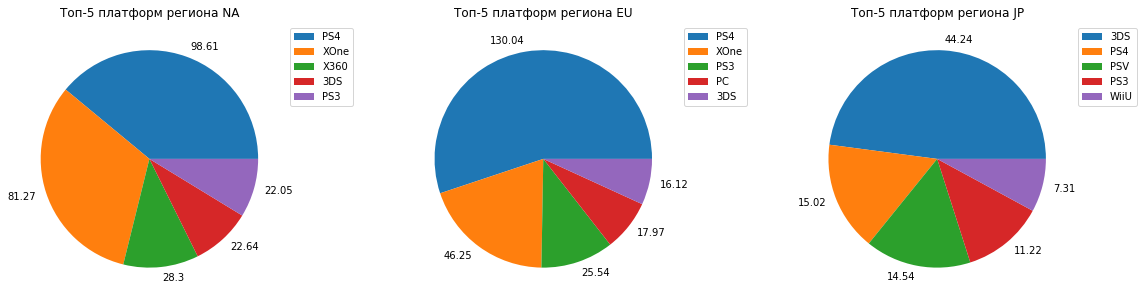 Топ-5 платформ региона NA
98.61
81.27
28.3
22.64
22.05
PS4
XOne
X360
3DS
PS3
Топ-5 платформ региона EU
130.04
46.25
25.54
17.97
16.12
PS4
XOne
PS3
PC
3DS
Топ-5 платформ региона JP
44.24
15.02
14.54
11.22
7.31
3DS
PS4
PSV
PS3
WiiU